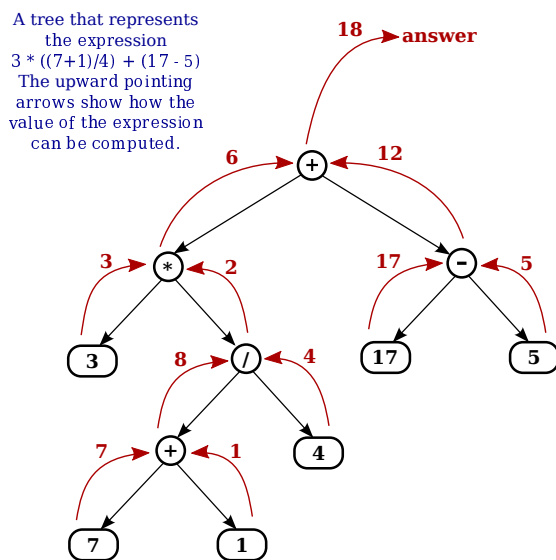 A tree that represents
the expression
3 * ((7+1)/4) + (17 - 5)
The upward pointing
arrows show how the
value of the expression
can be computed.
18
answer
6
+
12
3
*
2
17
-
5
3
8
/
4
17
5
7
+
1
4
7
1